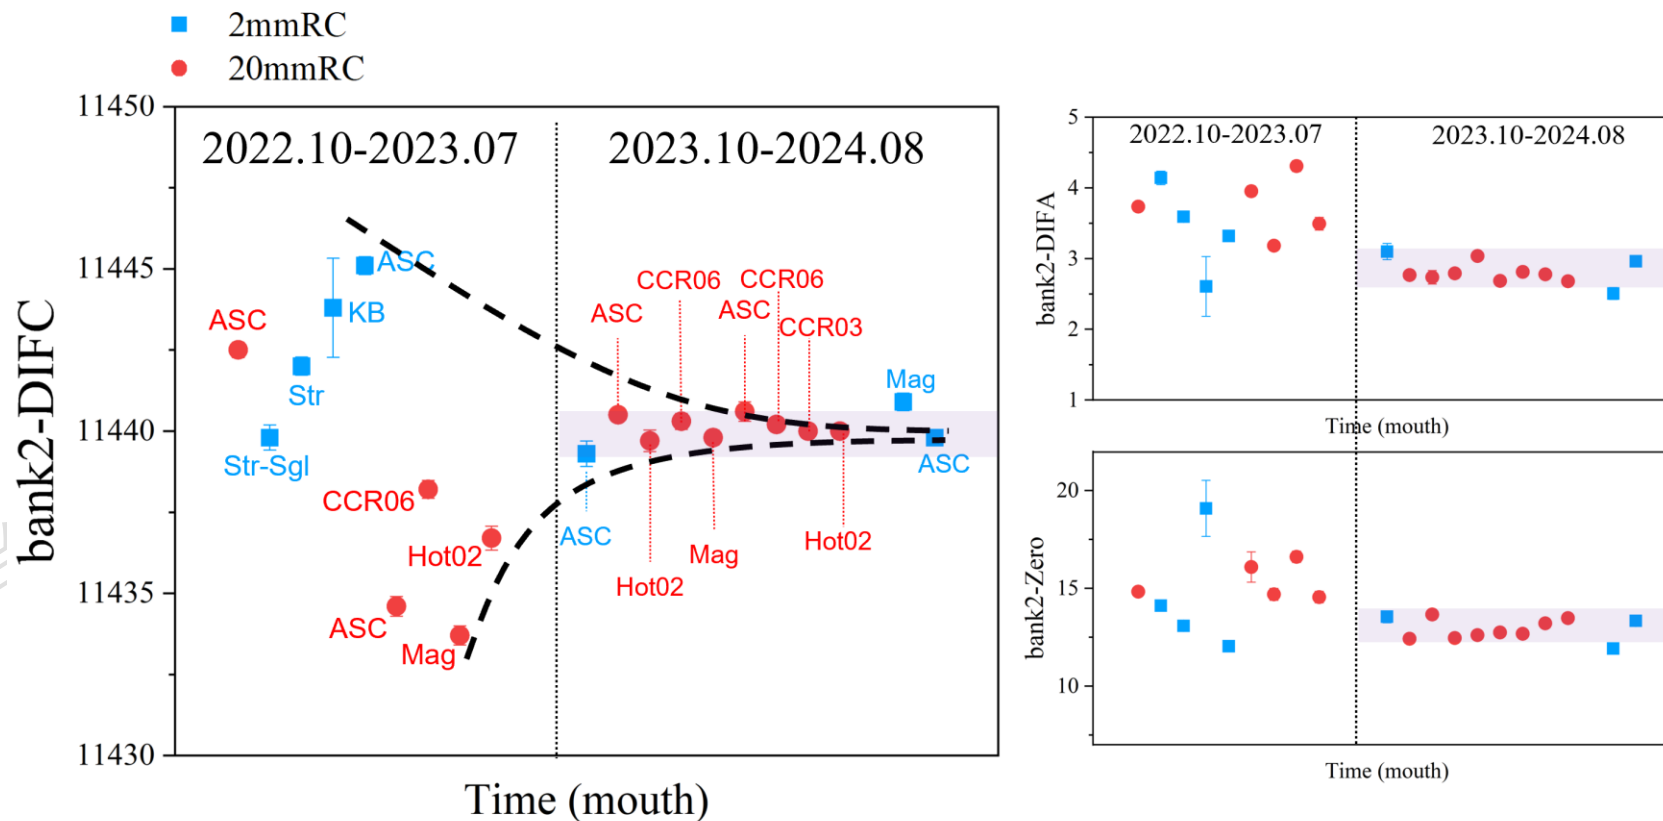 2mmRC
20mmRC
11450
11445
11440
11435
11430
bank2-DIFC
2022.10-2023.07
2023.10-2024.08
ASC
ASC
KB
Str
Str-Sgl
CCR06
Hot02
ASC
Mag
CCR06
CCR06
ASC
ASC
CCR03
Mag
ASC
ASC
Mag
Hot02
Hot02
Time (mouth)
5
4
3
2
1
bank2-DIFA
2022.10-2023.07
2023.10-2024.08
Time (mouth)
20
15
10
bank2-Zero
Time (mouth)